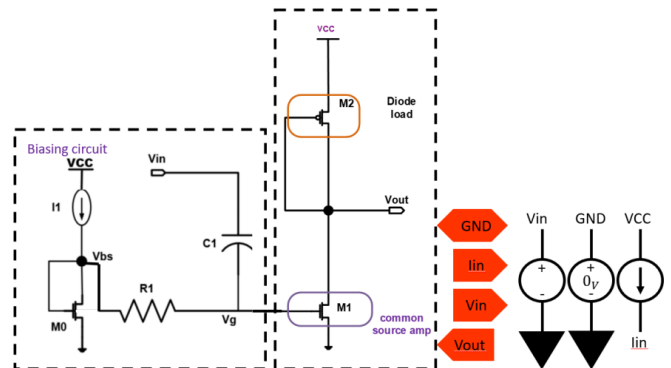 VCC
M2
Diode
load
Biasing circuit
VCC
Vin
I1
Vout
C1
Vbs
R1
M0
Vg
M1
common
source amp
GND
Iin
Vin
Vout
Vin
GND
VCC
+
-
+
0V
-
Iin